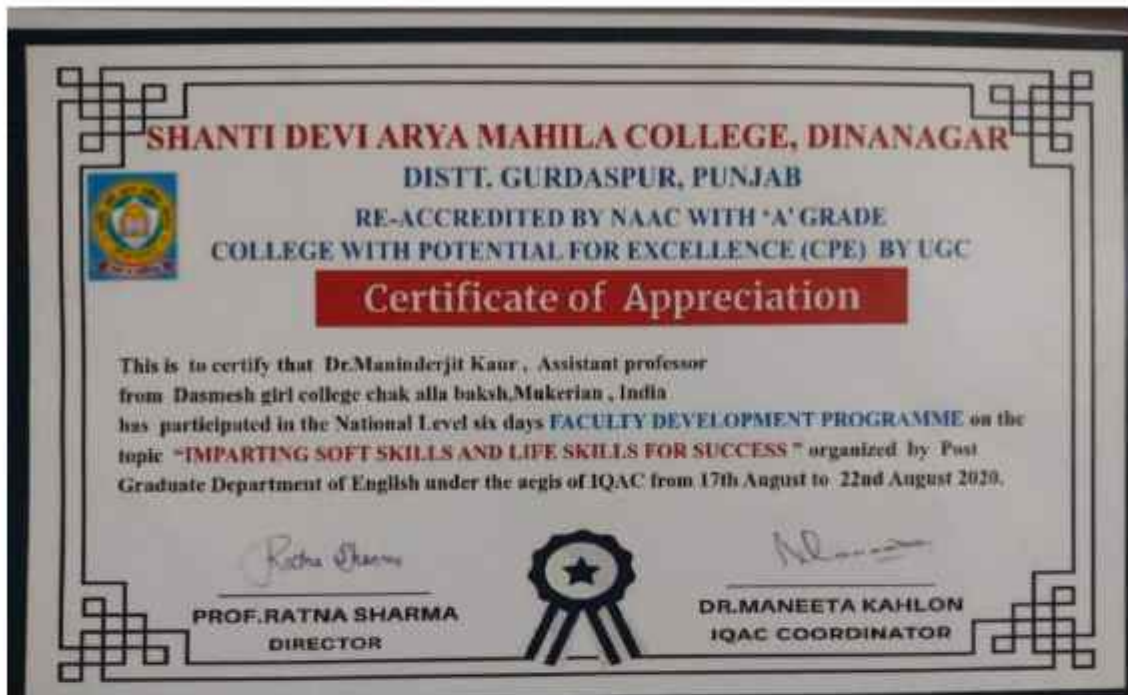 SHANTI DEVI ARYA MAHILA COLLEGE, DINANAGAR
DISTT. GURDASPUR, PUNJAB
RE-ACCREDITED BY NAAC WITH ‘A’ GRADE
COLLEGE WITH POTENTIAL FOR EXCELLENCE (CPE) BY UGC
Certificate of Appreciation
This is to certify that Dr.Maninderjit Kaur , Assistant professor
from Dasmesh girl college chak alla baksh,Mukerian , India
has participated in the National Level six days FACULTY DEVELOPMENT PROGRAMME on the
topic “IMPARTING SOFT SKILLS AND LIFE SKILLS FOR SUCCESS ” organized by Post
Graduate Department of English under the aegis of IQAC from 17th August to 22nd August 2020.
Ratna Sharma
PROF.RATNA SHARMA
DIRECTOR
DR.MANEETA KAHLON
IQAC COORDINATOR